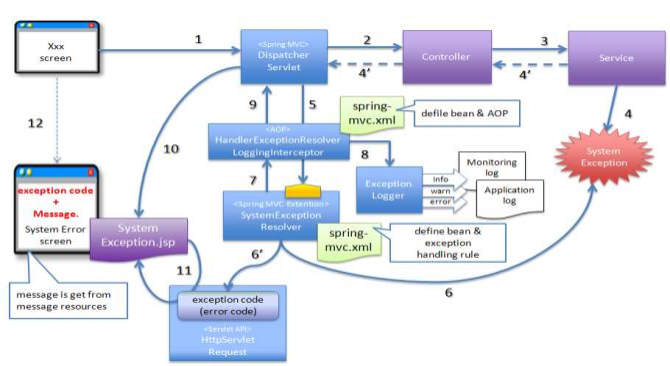 Xxx
screen
1
<Spring MVC>
Dispatcher
Servlet
2
4’
Controller
3
4’
Service
4
System
Exception
12
10
9
5
spring-
mvc.xml
defile bean & AOP
<AOP>
HandlerExceptionResolver
LoggingInterceptor
8
Exception
Logger
info
warn
error
Monitoring
log
Application
log
7
<Spring MVC Extention>
SystemException
Resolver
spring-
mvc.xml
define bean &
exception
handling rule
exception code
+
Message.
System Error
screen
System
Exception.jsp
message is get from
message resources
11
6’
6
exception code
(error code)
<Servlet API>
HttpServlet
Request